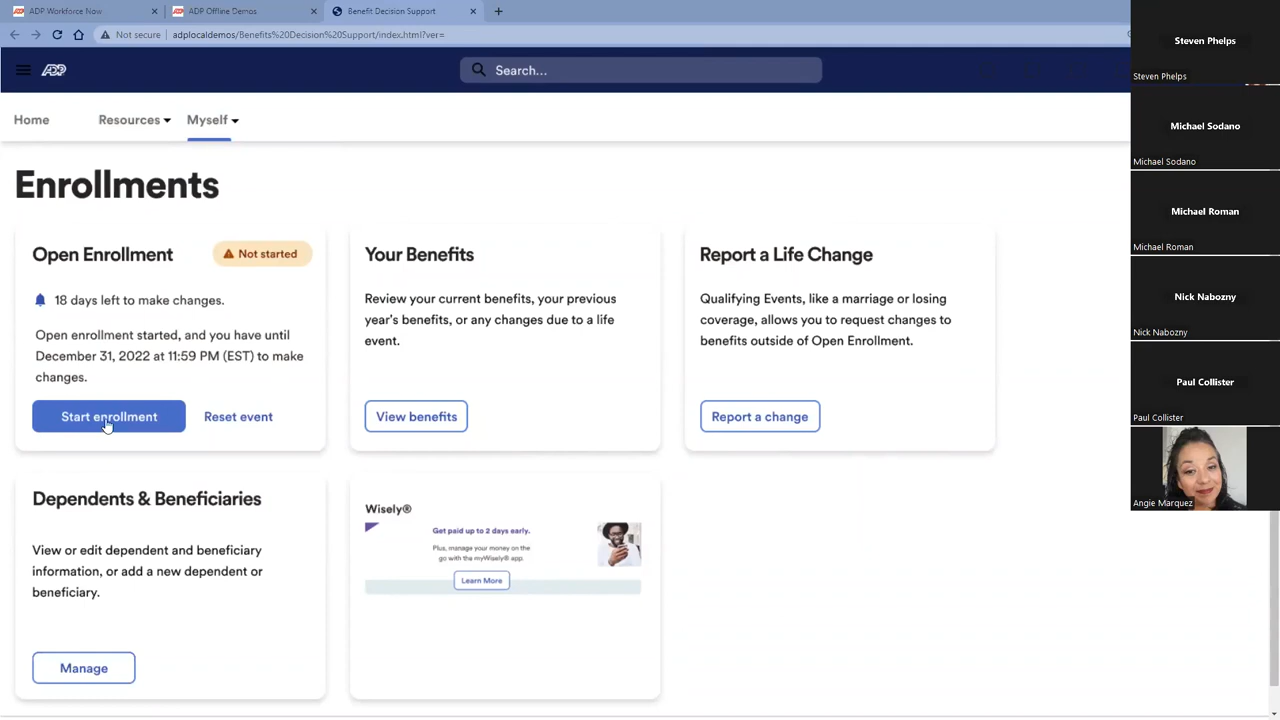 ADP Workforce Now
ADP Offline Demos
Benefit Decision Support
Not secure
adplocaldemos/Benefits%20Decision%20Support/index.html?ver=
ADP
Search...
Home
Resources
Myself
Enrollments
Open Enrollment
Not started
18 days left to make changes.
Open enrollment started, and you have until
December 31, 2022 at 11:59 PM (EST) to make
changes.
Start enrollment
Reset event
Your Benefits
Review your current benefits, your previous
year's benefits, or any changes due to a life
event.
View benefits
Report a Life Change
Qualifying Events, like a marriage or losing
coverage, allows you to request changes to
benefits outside of Open Enrollment.
Report a change
Dependents & Beneficiaries
View or edit dependent and beneficiary
information, or add a new dependent or
beneficiary.
Manage
Wisely®
Get paid up to 2 days early.
Plus, manage your money on the
go with the myWisely® app.
Learn More
Steven Phelps
Steven Phelps
Michael Sodano
Michael Sodano
Michael Roman
Michael Roman
Nick Nabozny
Nick Nabozny
Paul Collister
Paul Collister
Angie Marquez